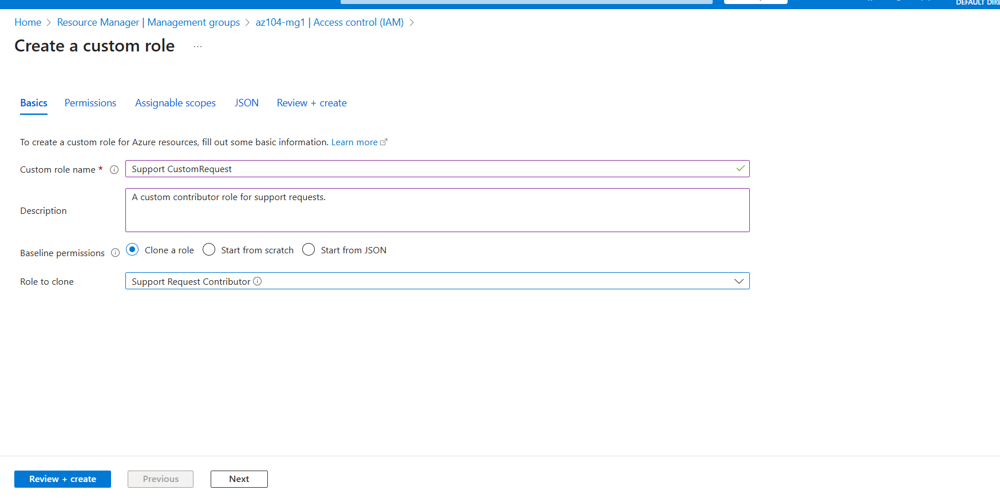 DEFAULT DIRE
Home > Resource Manager | Management groups > az104-mg1 | Access control (IAM) >
Create a custom role ...
Basics Permissions Assignable scopes JSON Review + create
To create a custom role for Azure resources, fill out some basic information. Learn more
Custom role name * Support CustomRequest
A custom contributor role for support requests.
Description
Baseline permissions Clone a role Start from scratch Start from JSON
Role to clone Support Request Contributor
Review + create Previous Next